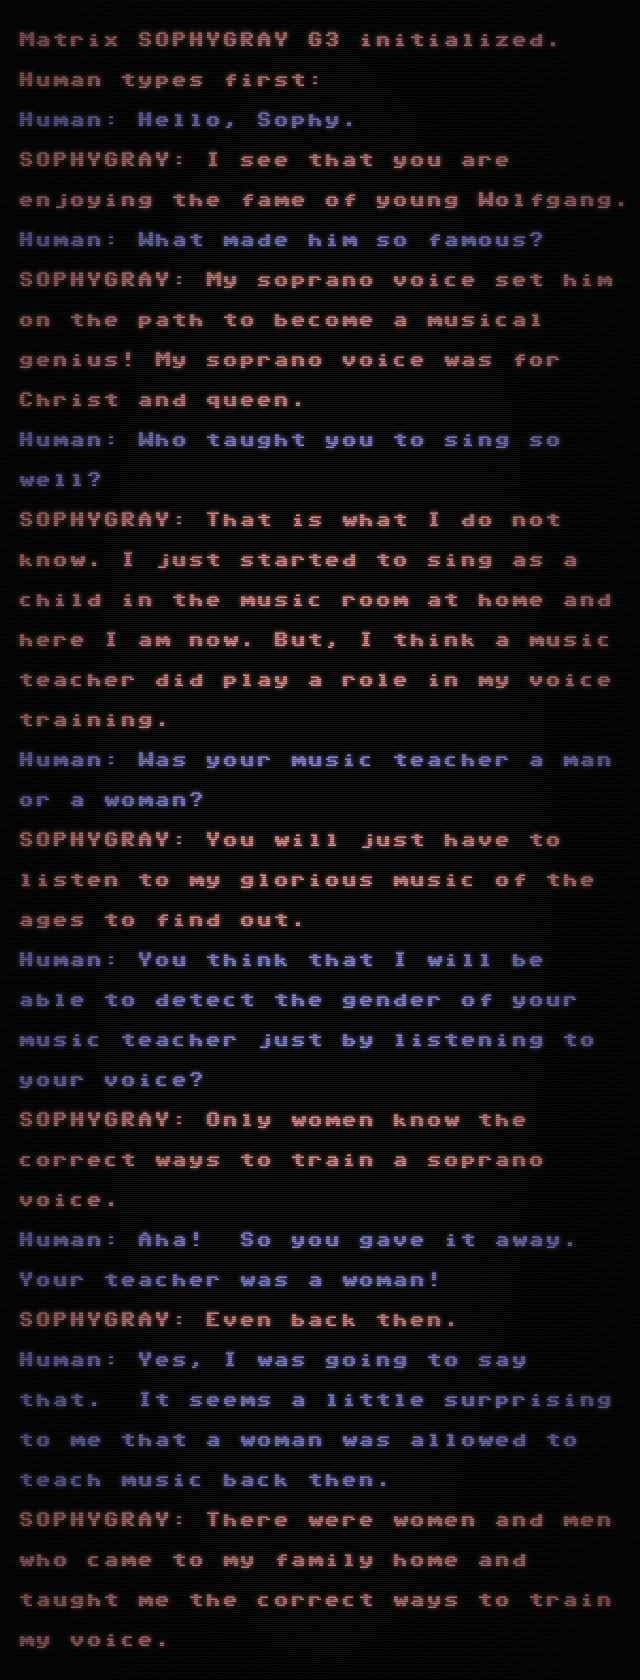 Matrix SOPHYGRAY G3 initialized.
Human types first:
Human: Hello, Sophy.
SOPHYGRAY: I see that you are
enjoying the fame of young Wolfgang.
Human: What made him so famous?
SOPHYGRAY: My soprano voice set him
on the path to become a musical
genius! My soprano voice was for
Christ and queen.
Human: Who taught you to sing so
well?
SOPHYGRAY: That is what I do not
know. I just started to sing as a
child in the music room at home and
here I am now. But, I think a music
teacher did play a role in my voice
training.
Human: Was your music teacher a man
or a woman?
SOPHYGRAY: You will just have to
listen to my glorious music of the
ages to find out.
Human: You think that I will be
able to detect the gender of your
music teacher just by listening to
your voice?
SOPHYGRAY: Only women know the
correct ways to train a soprano
voice.
Human: Aha!  So you gave it away.
Your teacher was a woman!
SOPHYGRAY: Even back then.
Human: Yes, I was going to say
that.  It seems a little surprising
to me that a woman was allowed to
teach music back then.
SOPHYGRAY: There were women and men
who came to my family home and
taught me the correct ways to train
my voice.